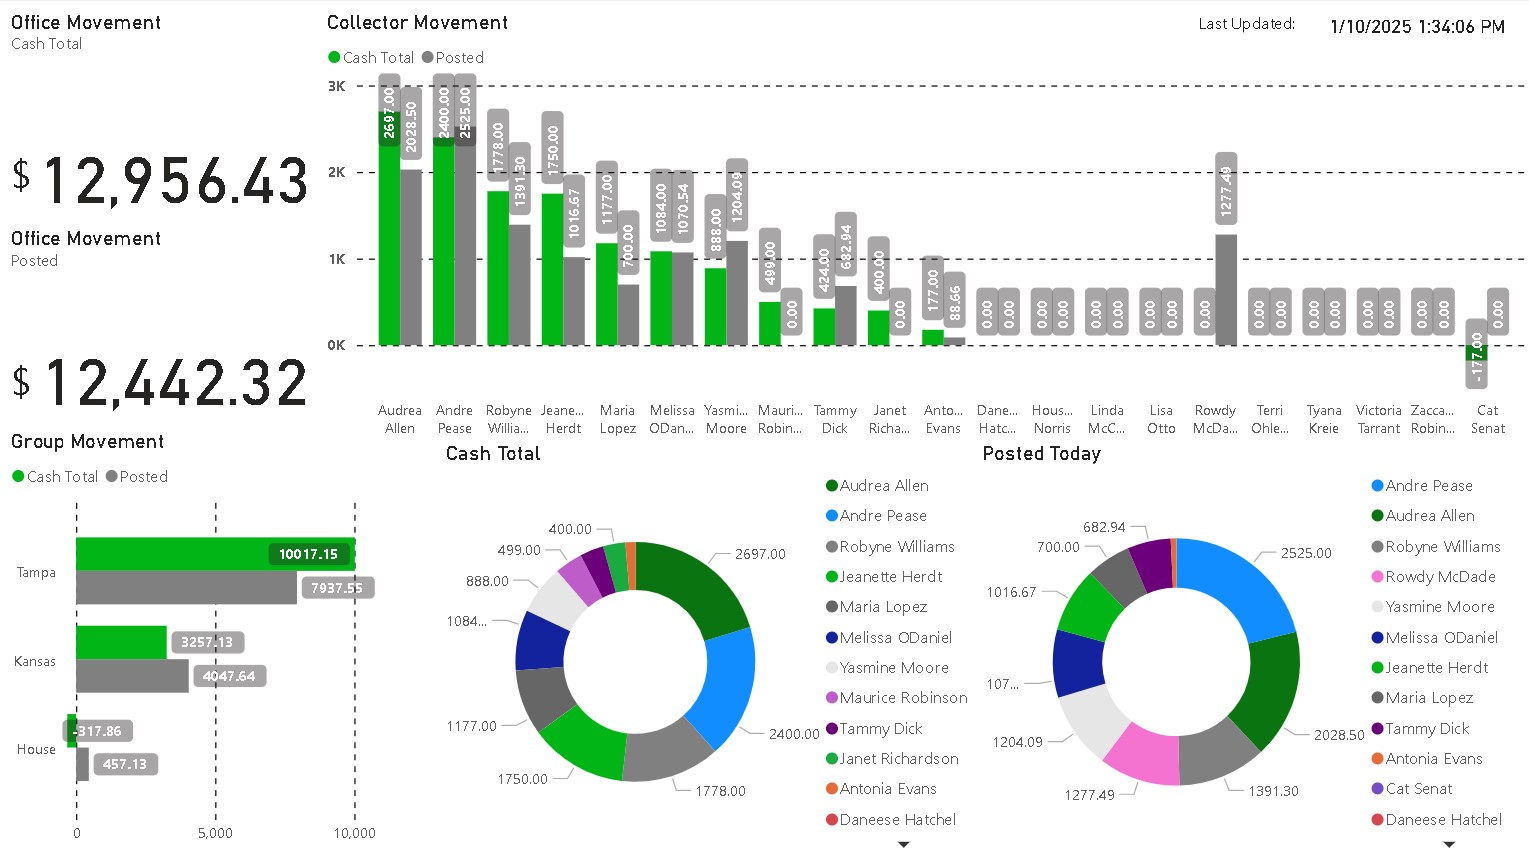 Office Movement
Cash Total
$ 12,956.43
Office Movement
Posted
$ 12,442.32
Collector Movement
Last Updated: 1/10/2025 1:34:06 PM
Cash Total Posted
3K
2K
1K
0K
2697.00 2028.50 2400.00 2525.00 1778.00 1391.30 1750.00 1016.67 1177.00 700.00 1084.00 1070.54 888.00 1204.09 499.00 0.00 424.00 682.94 400.00 0.00 177.00 88.66 0.00 0.00 0.00 0.00 0.00 0.00 0.00 0.00 0.00 1277.49 0.00 0.00 0.00 0.00 0.00 0.00 0.00 0.00 -177.00 0.00
Audrea Andre Robyne Jeane... Maria Melissa Yasmi... Mauri... Tammy Janet Anto... Dane... Hous... Linda Lisa Rowdy Terri Tyana Victoria Zacca... Cat
Allen Pease Willia... Herdt Lopez ODan... Moore Robin... Dick Richa... Evans Hatc... Norris McC... Otto McDa... Ohle... Kreie Tarrant Robin... Senat
Group Movement
Cash Total Posted
Tampa
10017.15
7937.55
Kansas
3257.13
4047.64
House
-317.86
457.13
0 5,000 10,000
Cash Total
400.00
499.00
888.00
1084...
1177.00
1750.00
1778.00
2400.00
2697.00
Audrea Allen
Andre Pease
Robyne Williams
Jeanette Herdt
Maria Lopez
Melissa ODaniel
Yasmine Moore
Maurice Robinson
Tammy Dick
Janet Richardson
Antonia Evans
Daneese Hatchel
Posted Today
682.94
700.00
1016.67
107...
1204.09
1277.49
1391.30
2028.50
2525.00
Andre Pease
Audrea Allen
Robyne Williams
Rowdy McDade
Yasmine Moore
Melissa ODaniel
Jeanette Herdt
Maria Lopez
Tammy Dick
Antonia Evans
Cat Senat
Daneese Hatchel